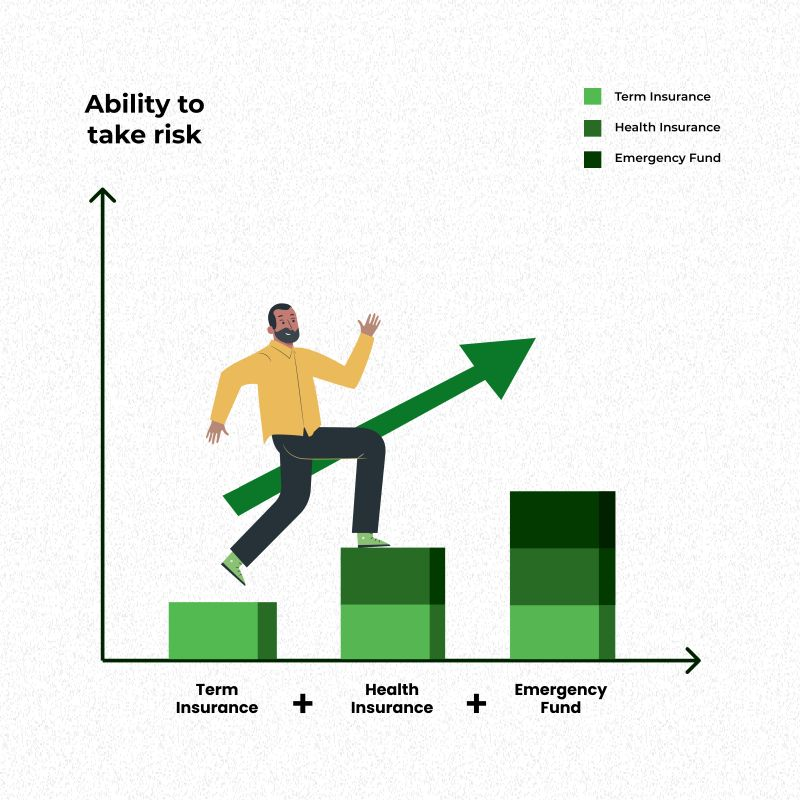 Ability to
take risk
Term Insurance
Health Insurance
Emergency Fund
Term
Insurance
+
Health
Insurance
+
Emergency
Fund